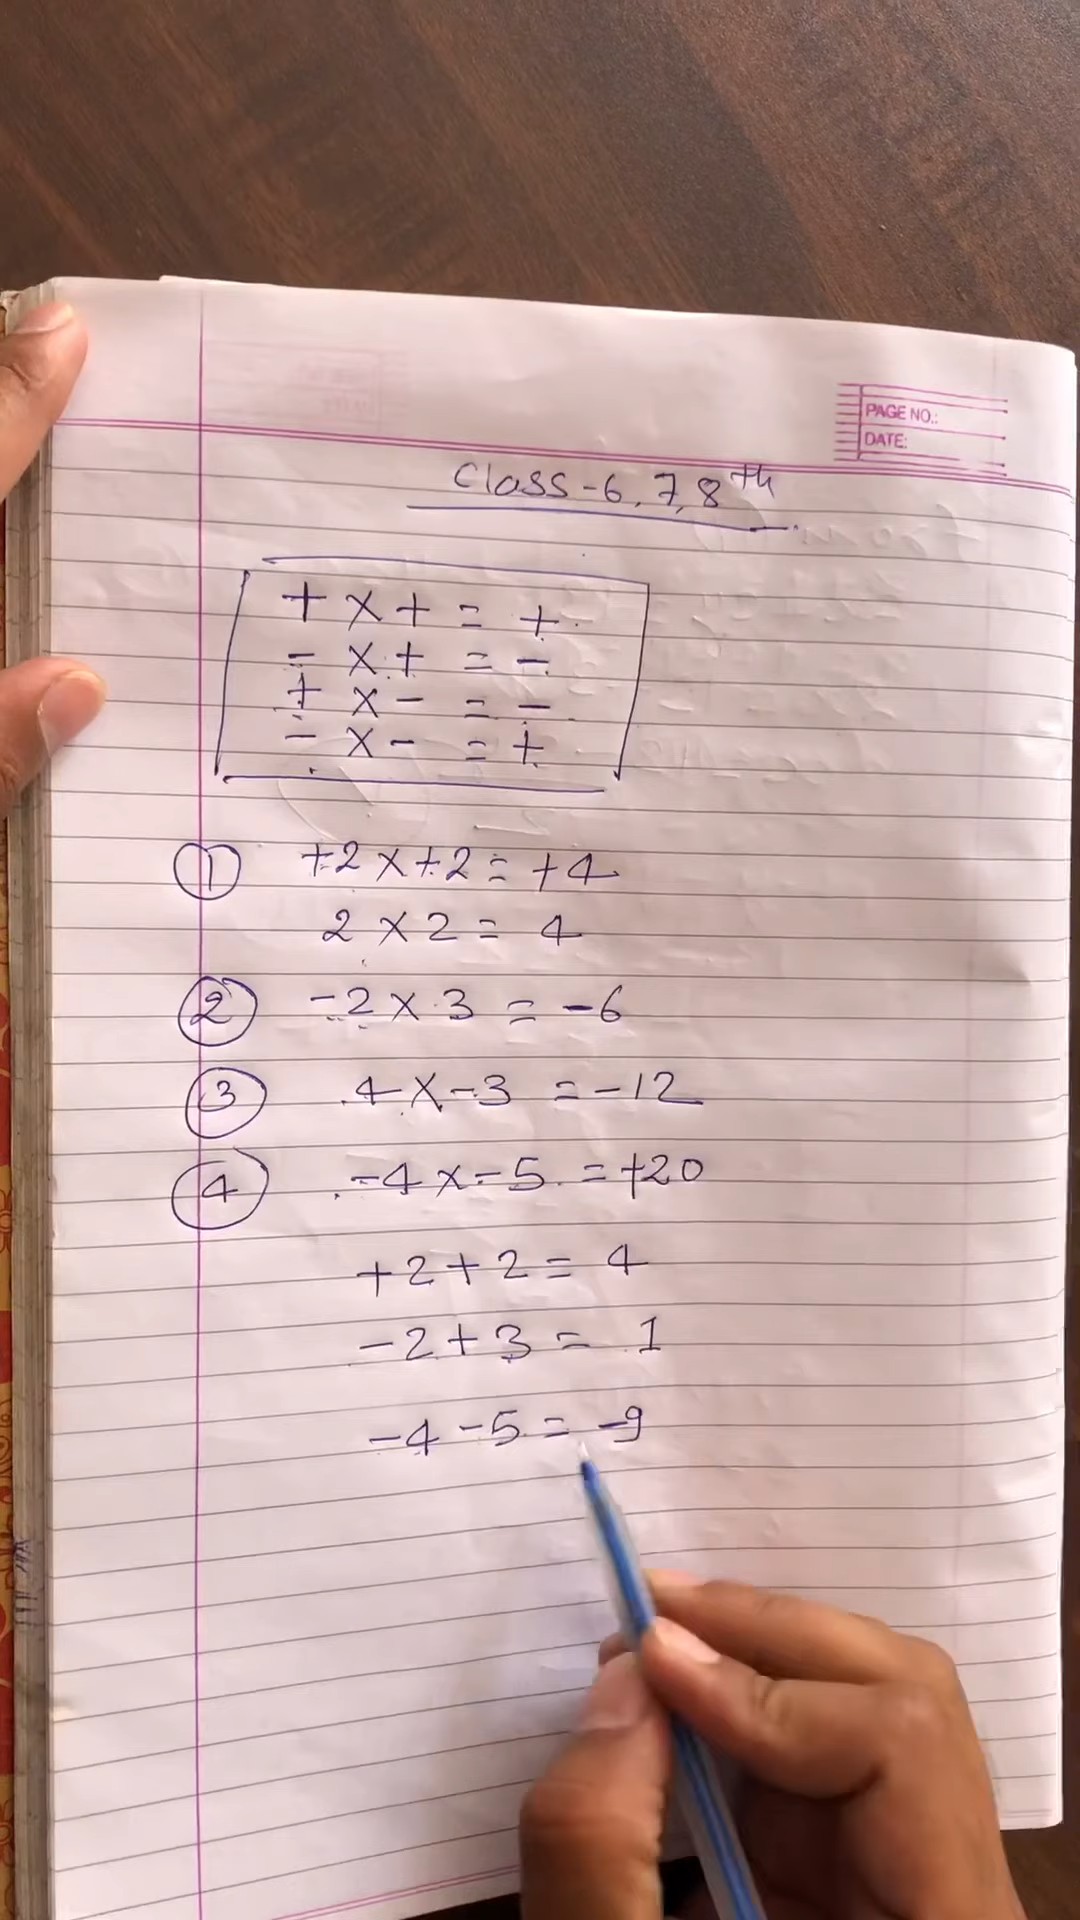 PAGE NO.:
DATE:
Class-6,7,8th
+ × + = +
- × + = -
+ × - = -
- × - = +
① +2 × +2 = +4
2 × 2 = 4
② -2 × 3 = -6
③ 4 × -3 = -12
④ -4 × -5 = +20
+2+2 = 4
-2+3 = 1
-4-5 = -9